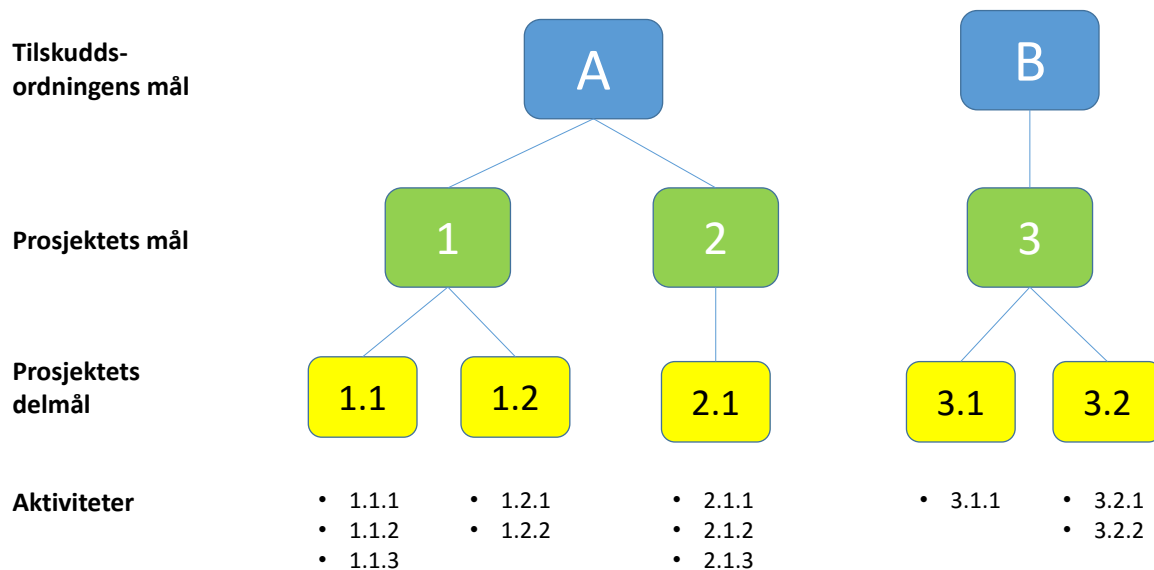 Tilskudds-
ordningens mål
A
B
Prosjektets mål
1
2
3
Prosjektets
delmål
1.1
1.2
2.1
3.1
3.2
Aktiviteter
• 1.1.1
• 1.1.2
• 1.1.3
• 1.2.1
• 1.2.2
• 2.1.1
• 2.1.2
• 2.1.3
• 3.1.1
• 3.2.1
• 3.2.2